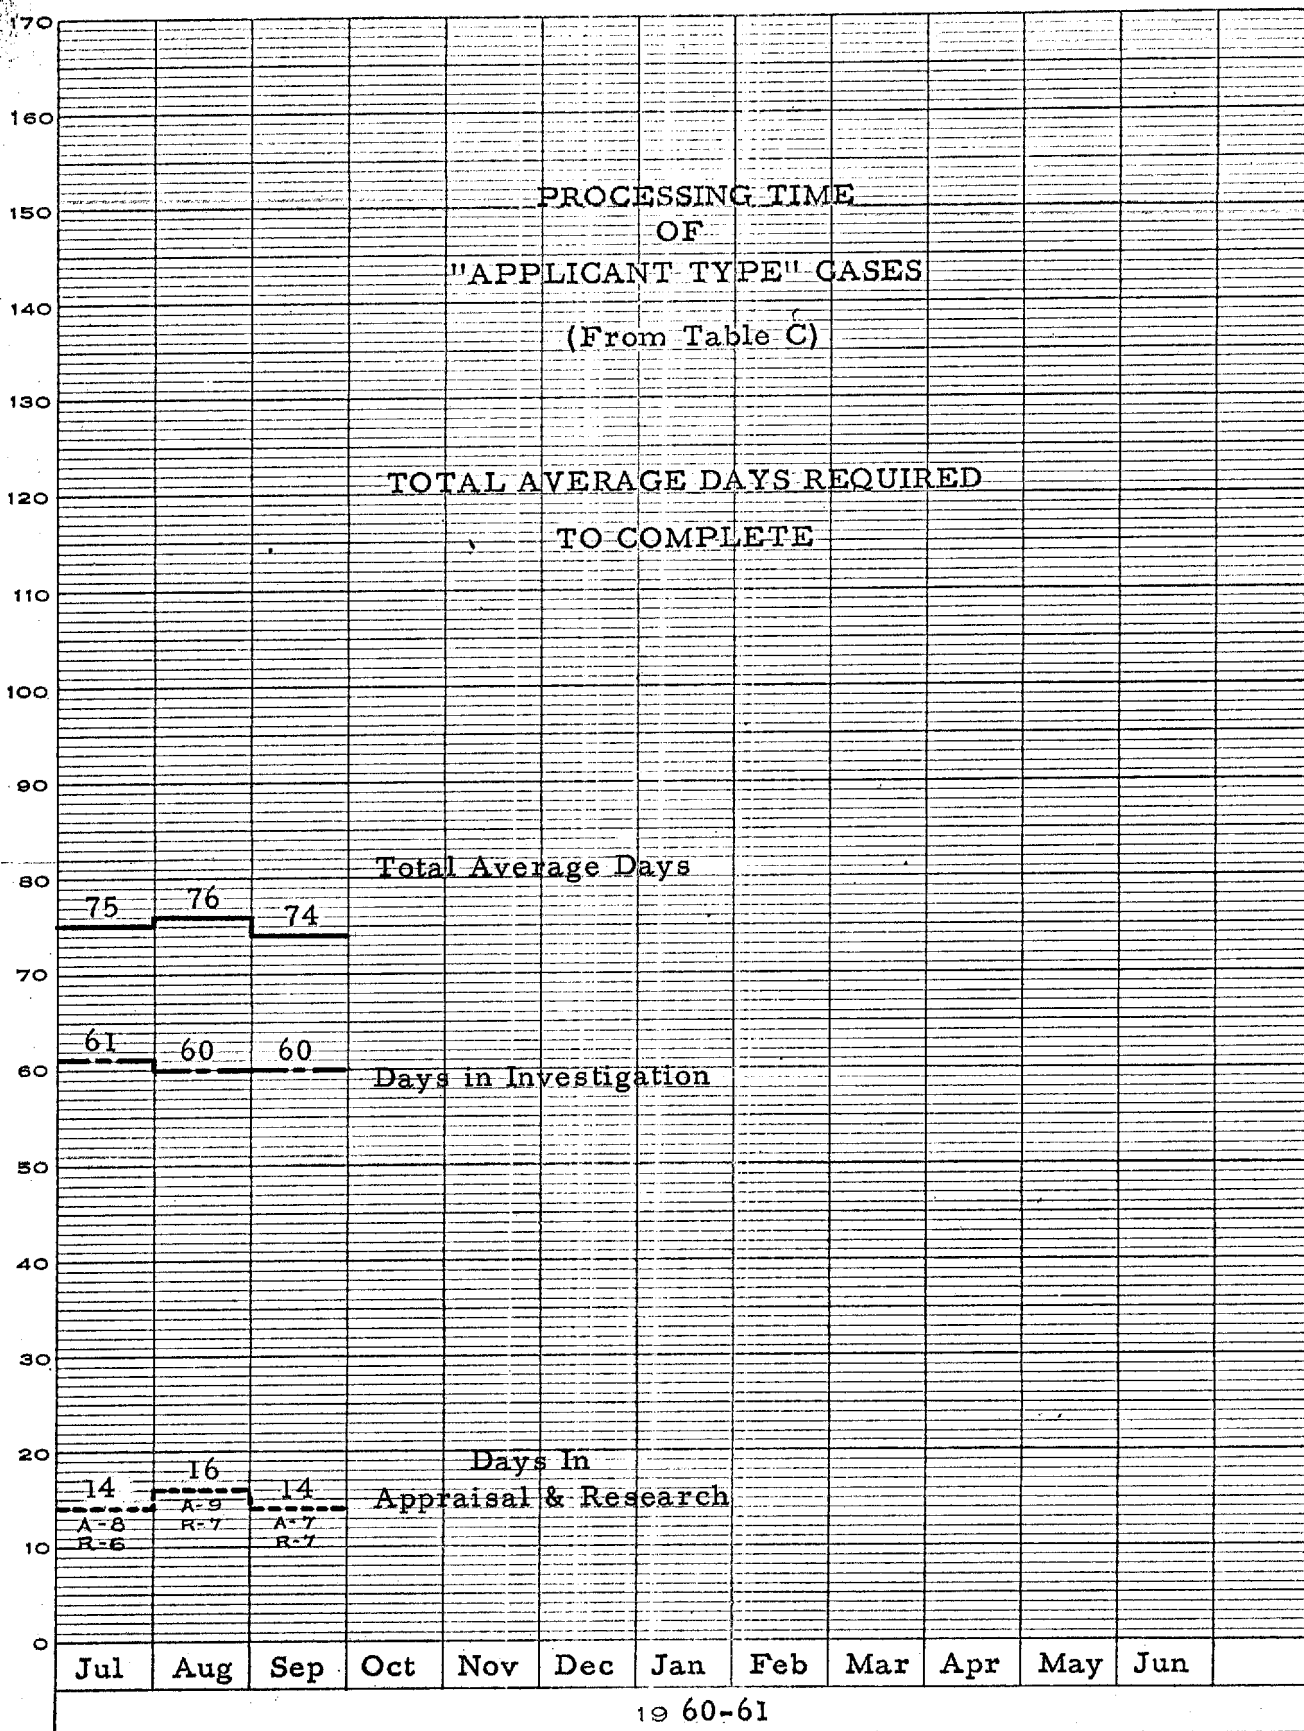 170
160
PROCESSING TIME
150
OF
"APPLICANT TYPE" CASES
140
(From Table C)
130
TOTAL AVERAGE DAYS REQUIRED
120
TO COMPLETE
110
100
90
Total Average Days
80
75 76 74
70
61 60 60
60
Days in Investigation
50
40
30
20
14 16 14
Days In
Appraisal & Research
A-8 A-9 A-7
R-6 R-7 R-7
10
0
Jul Aug Sep Oct Nov Dec Jan Feb Mar Apr May Jun
19 60-61